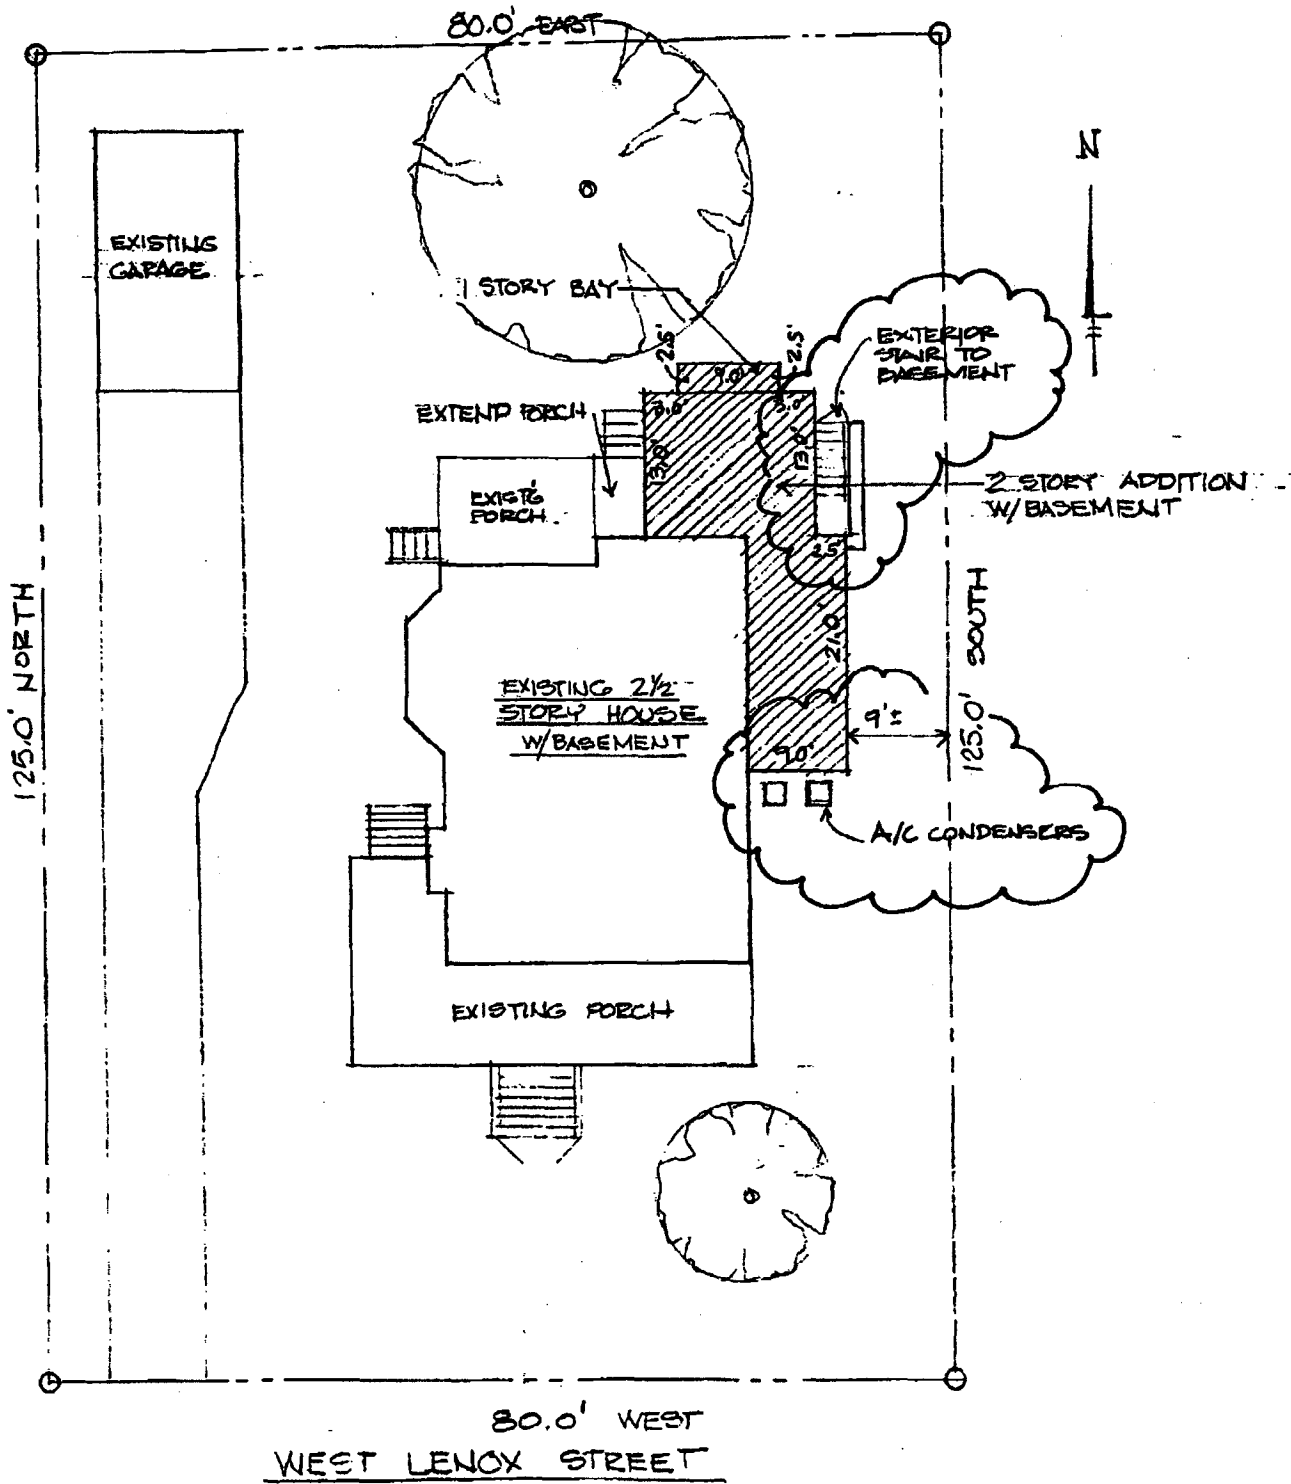 80.0' EAST
N
EXISTING
GARAGE
1 STORY BAY
EXTERIOR
STAIR TO
BASEMENT
2.5'
2.5'
9.0'
EXTEND PORCH
3.0'
3.0'
13.0'
13.0'
EXIST'G
PORCH
2 STORY ADDITION
W/BASEMENT
2.5'
21.0'
125.0' NORTH
125.0' SOUTH
EXISTING 2½
STORY HOUSE
W/BASEMENT
9'±
9.0'
A/C CONDENSERS
EXISTING PORCH
80.0' WEST
WEST LENOX STREET